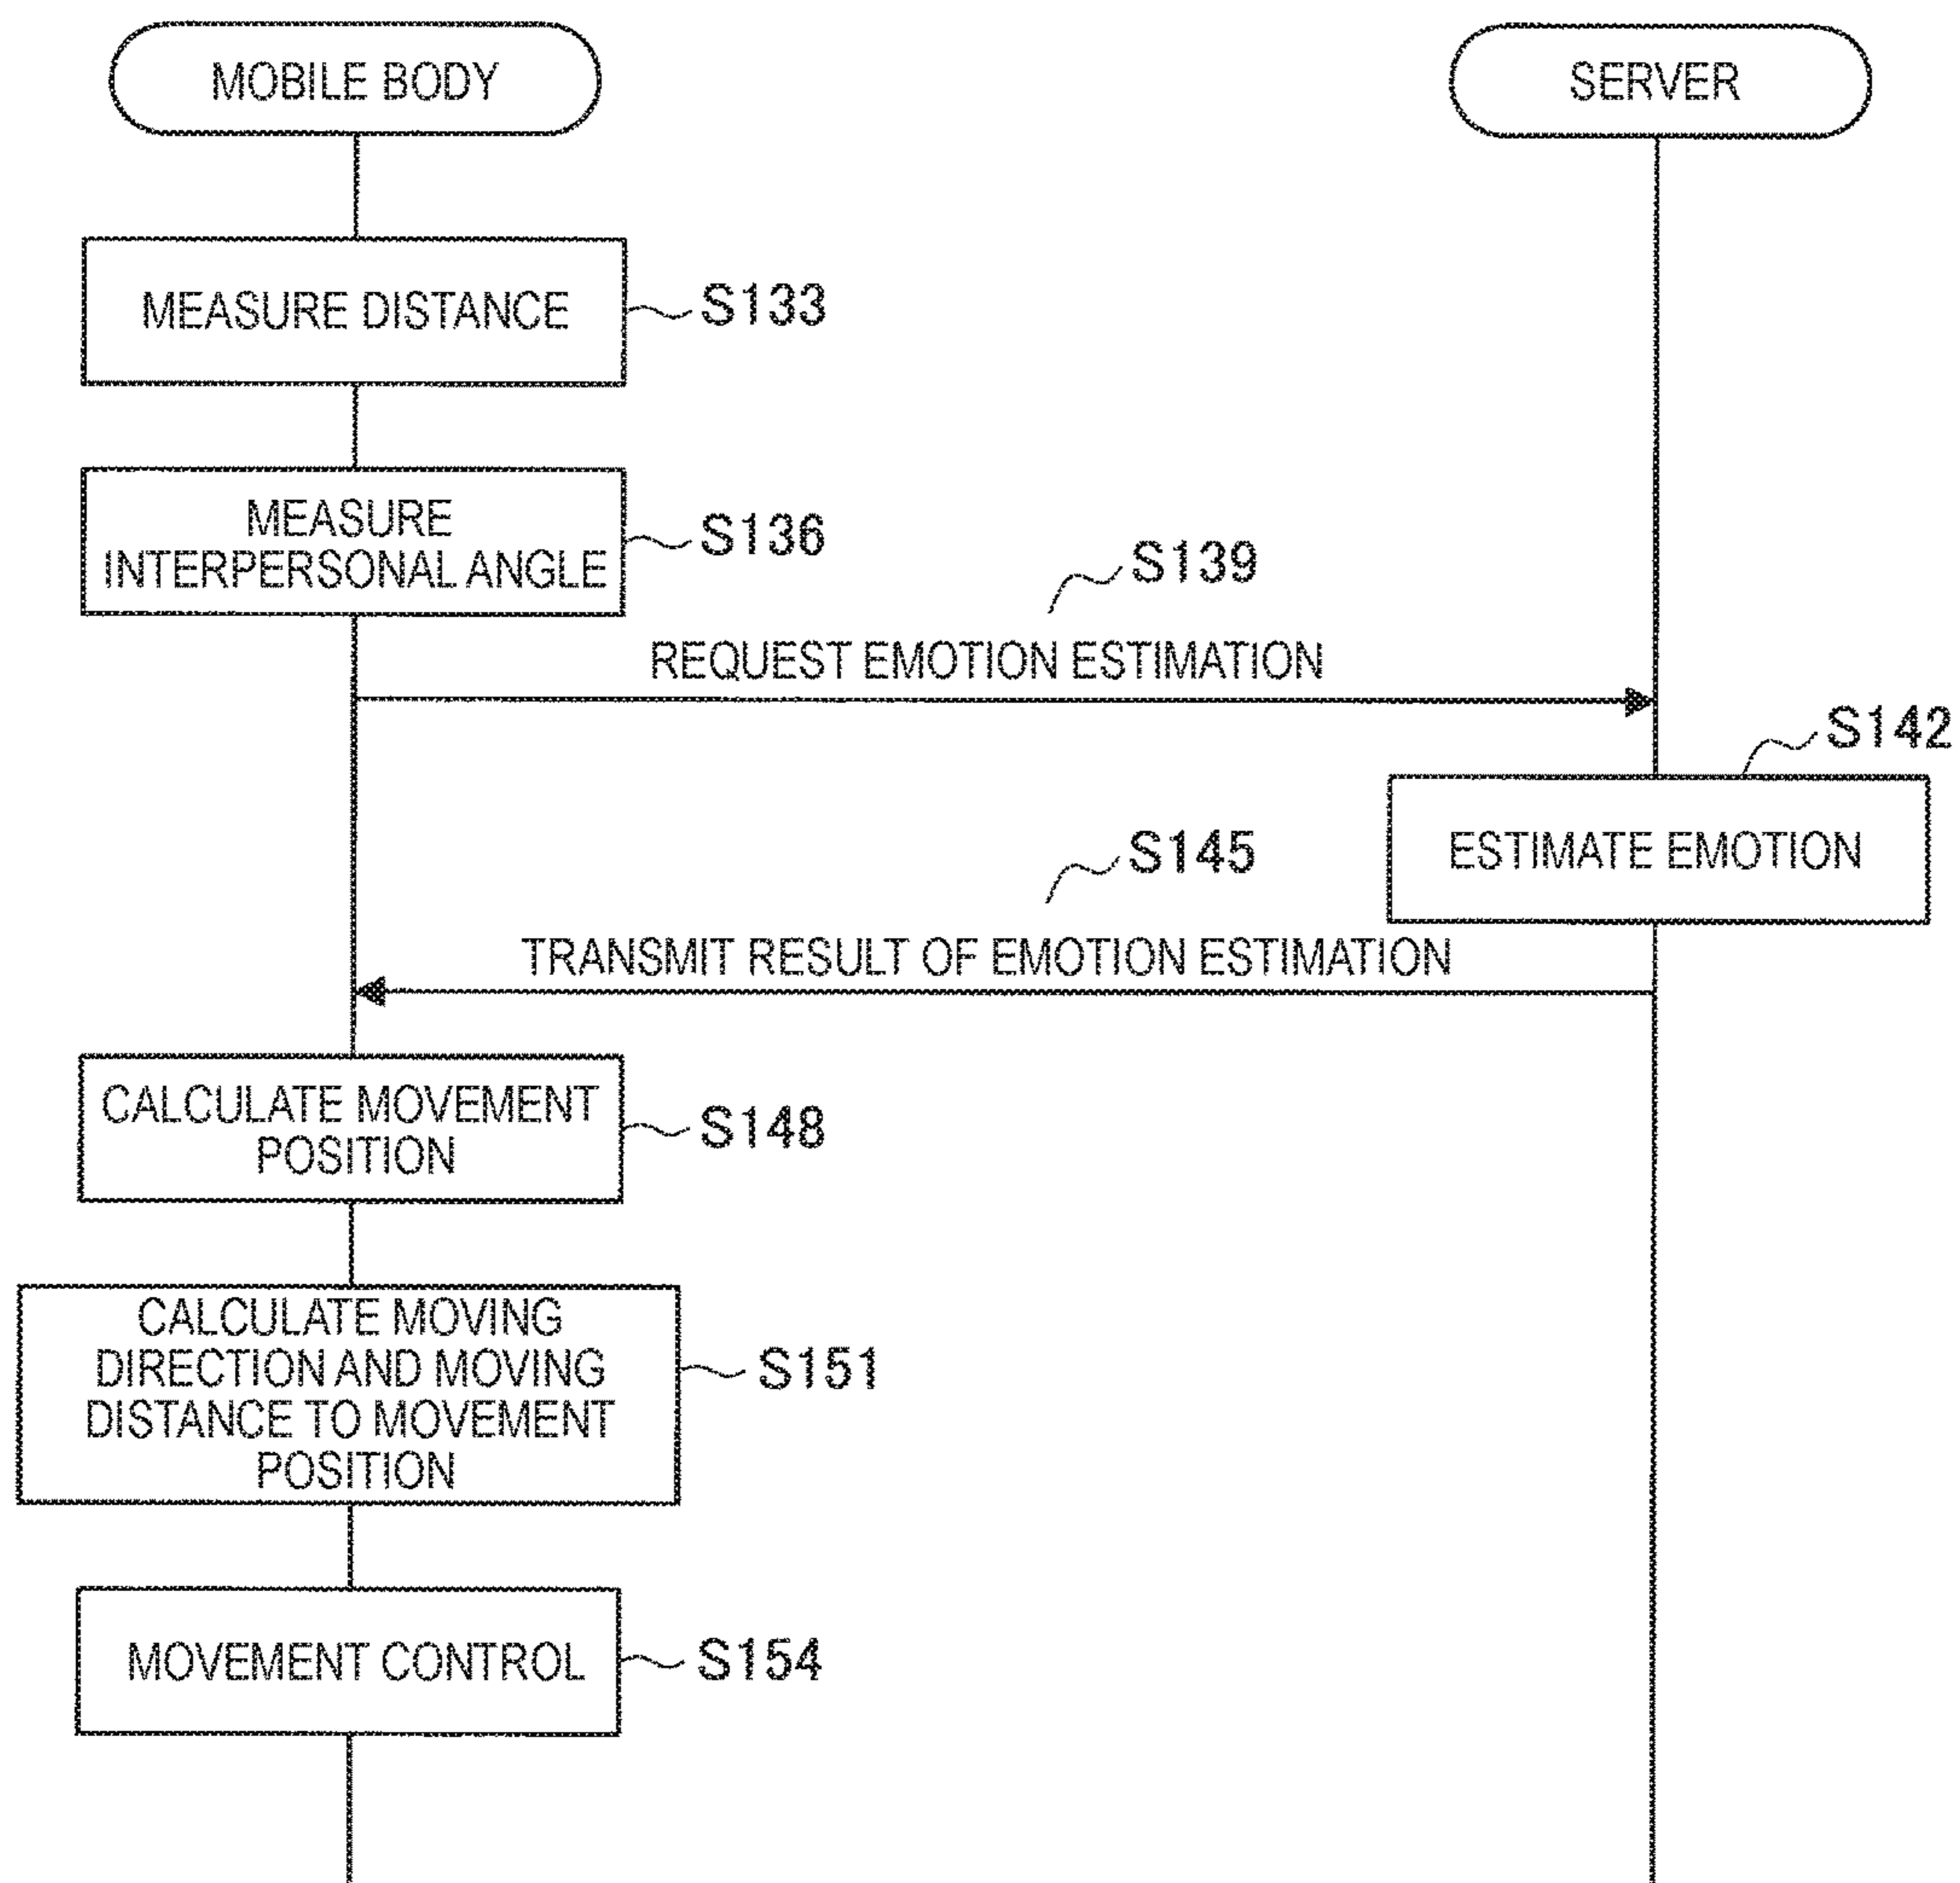 MOBILE BODY
SERVER
MEASURE DISTANCE
S133
MEASURE
INTERPERSONAL ANGLE
S136
S139
REQUEST EMOTION ESTIMATION
S142
ESTIMATE EMOTION
S145
TRANSMIT RESULT OF EMOTION ESTIMATION
CALCULATE MOVEMENT
POSITION
S148
CALCULATE MOVING
DIRECTION AND MOVING
DISTANCE TO MOVEMENT
POSITION
S151
MOVEMENT CONTROL
S154